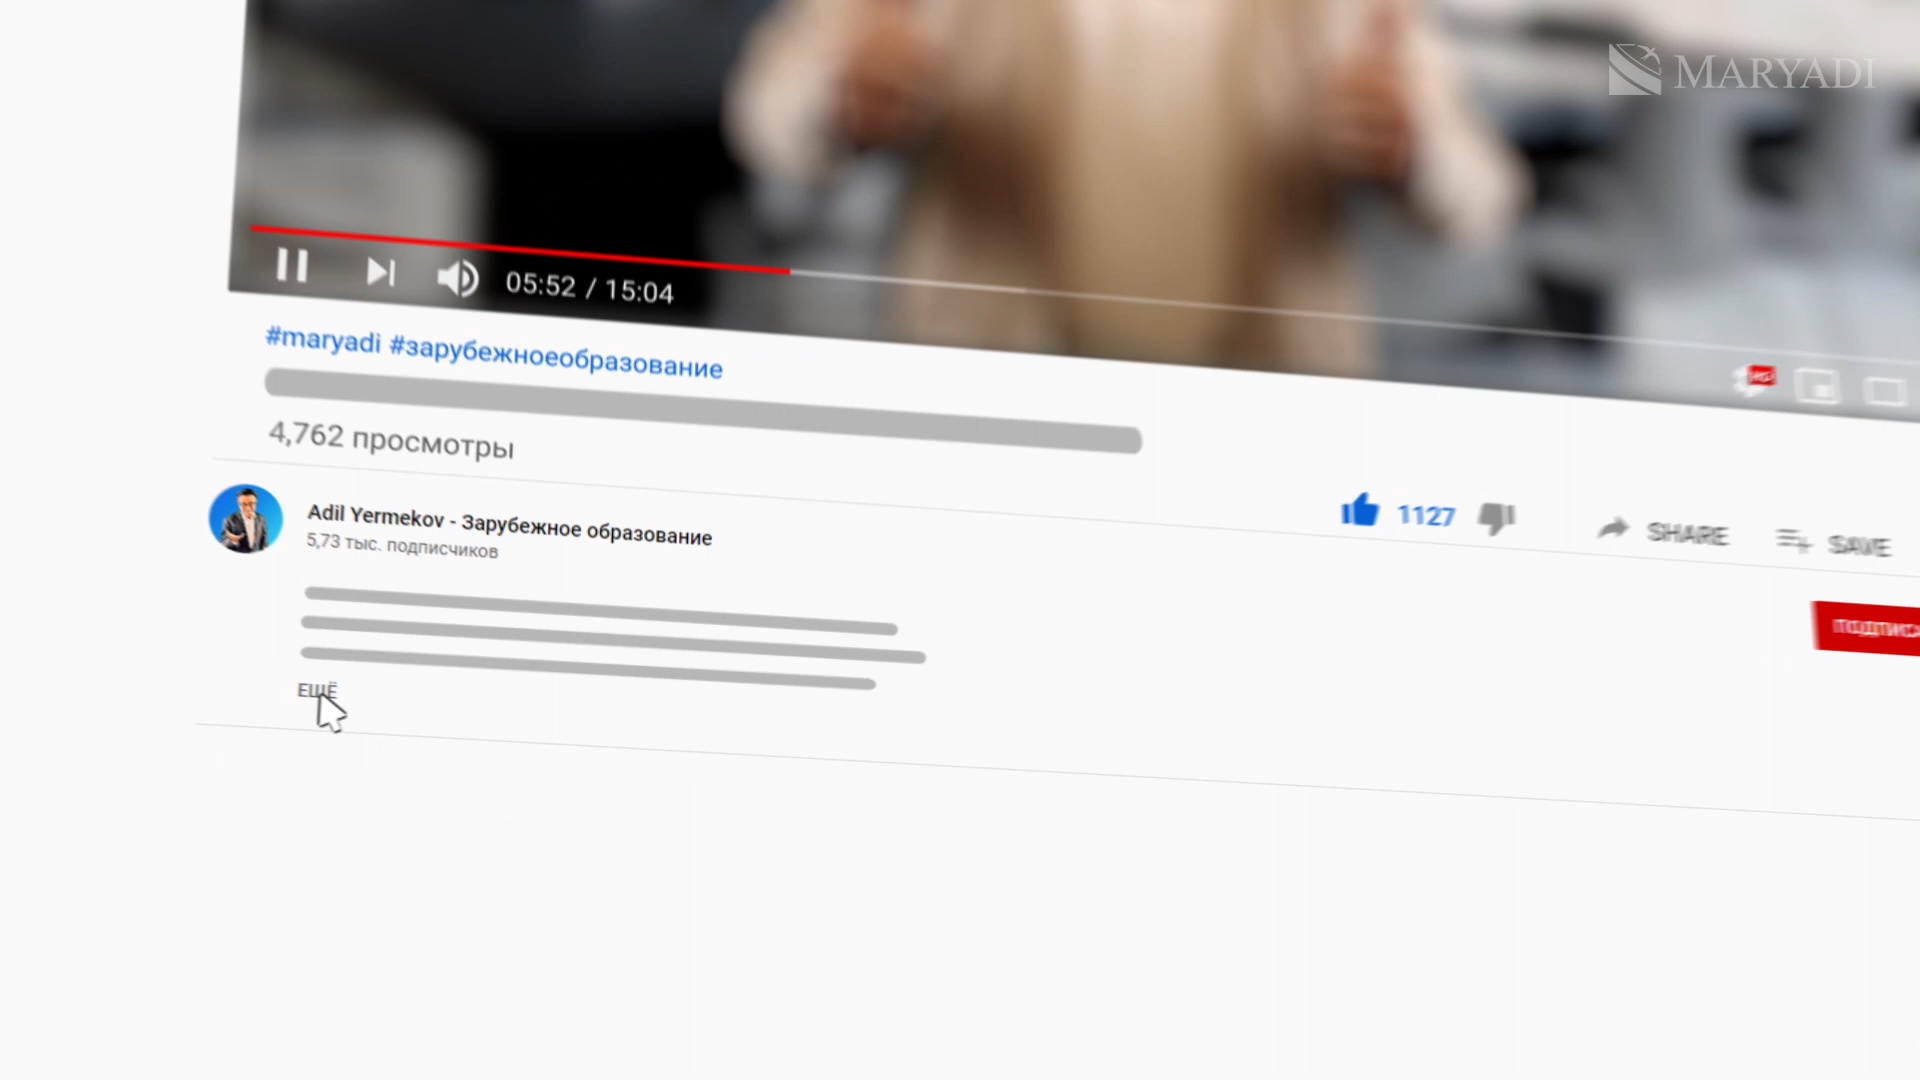 MARYADI
05:52 / 15:04
#maryadi #зарубежноеобразование
4,762 просмотры
1127
SHARE
SAVE
Adil Yermekov - Зарубежное образование
5,73 тыс. подписчиков
ЕЩЁ